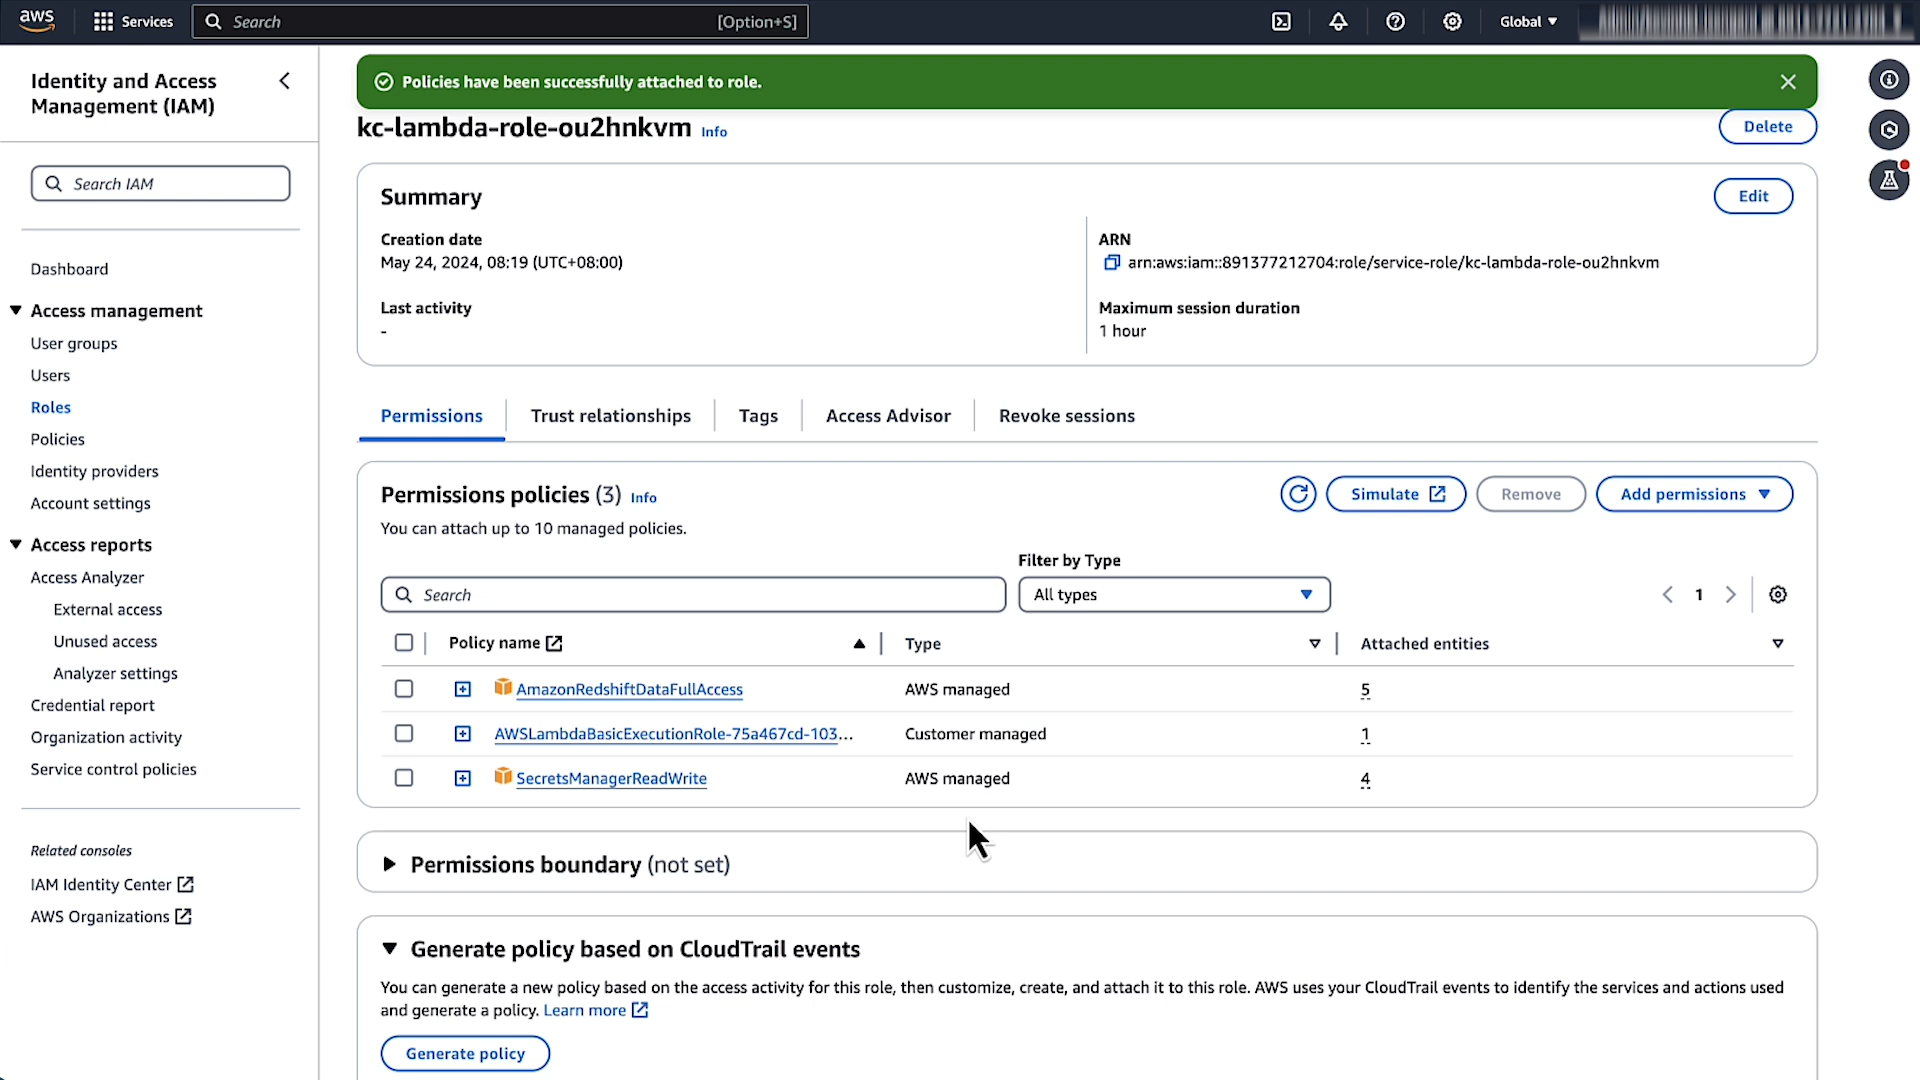 aws
Services
Search
[Option+S]
Global
Identity and Access
Management (IAM)
Search IAM
Dashboard
Access management
User groups
Users
Roles
Policies
Identity providers
Account settings
Access reports
Access Analyzer
External access
Unused access
Analyzer settings
Credential report
Organization activity
Service control policies
Related consoles
IAM Identity Center
AWS Organizations
Policies have been successfully attached to role.
kc-lambda-role-ou2hnkvm Info
Delete
Summary
Edit
Creation date
May 24, 2024, 08:19 (UTC+08:00)
ARN
arn:aws:iam::891377212704:role/service-role/kc-lambda-role-ou2hnkvm
Last activity
-
Maximum session duration
1 hour
Permissions
Trust relationships
Tags
Access Advisor
Revoke sessions
Permissions policies (3) Info
Simulate
Remove
Add permissions
You can attach up to 10 managed policies.
Filter by Type
Search
All types
1
Policy name
Type
Attached entities
AmazonRedshiftDataFullAccess
AWS managed
5
AWSLambdaBasicExecutionRole-75a467cd-103...
Customer managed
1
SecretsManagerReadWrite
AWS managed
4
Permissions boundary (not set)
Generate policy based on CloudTrail events
You can generate a new policy based on the access activity for this role, then customize, create, and attach it to this role. AWS uses your CloudTrail events to identify the services and actions used
and generate a policy. Learn more
Generate policy